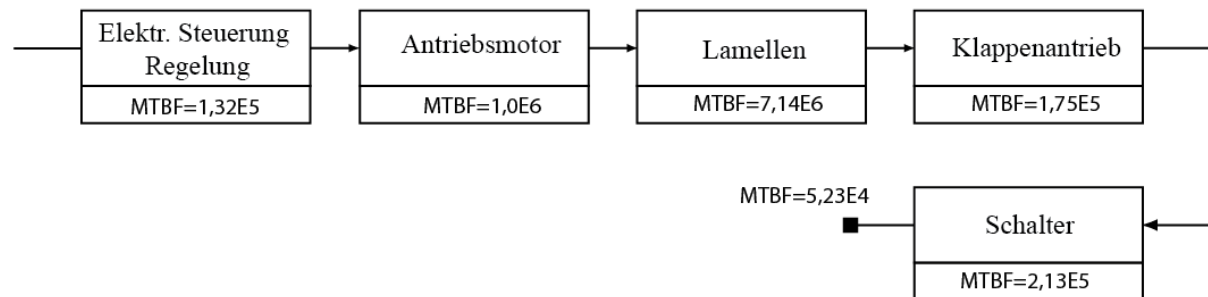 Elektr. Steuerung
Regelung
MTBF=1,32E5
Antriebsmotor
MTBF=1,0E6
Lamellen
MTBF=7,14E6
Klappenantrieb
MTBF=1,75E5
Schalter
MTBF=2,13E5
MTBF=5,23E4